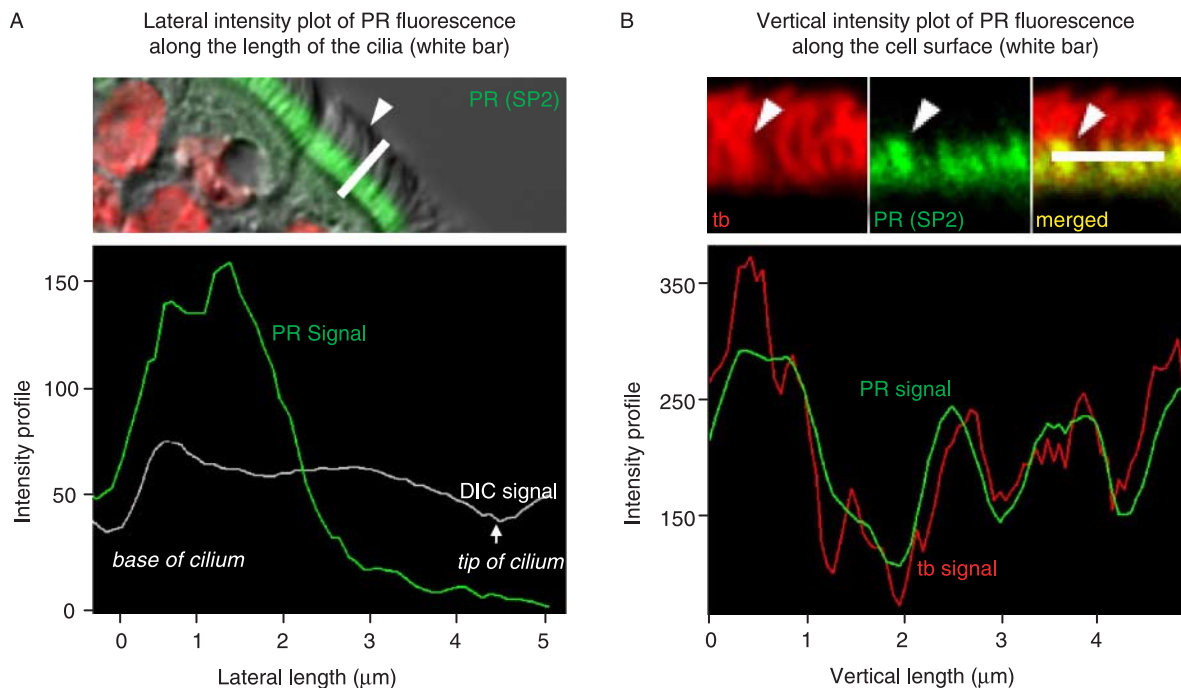 A
Lateral intensity plot of PR fluorescence
along the length of the cilia (white bar)
PR (SP2)
150
100
50
0
Intensity profile
PR Signal
DIC signal
base of cilium
tip of cilium
0 1 2 3 4 5
Lateral length (μm)
B
Vertical intensity plot of PR fluorescence
along the cell surface (white bar)
tb
PR (SP2)
merged
350
250
150
Intensity profile
PR signal
tb signal
0 1 2 3 4
Vertical length (μm)